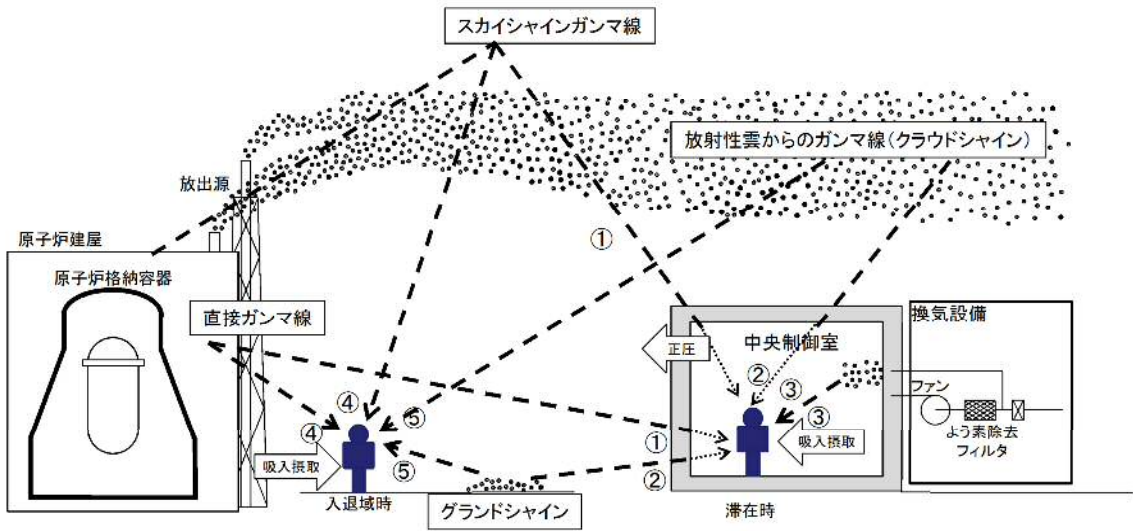 スカイシャインガンマ線
放射性雲からのガンマ線(クラウドシャイン)
放出源
①
原子炉建屋
原子炉格納容器
直接ガンマ線
換気設備
正圧
中央制御室
②
③
ファン
④
⑤
③
④
①
吸入摂取
よう素除去
フィルタ
吸入摂取
⑤
②
入退域時
グランドシャイン
滞在時